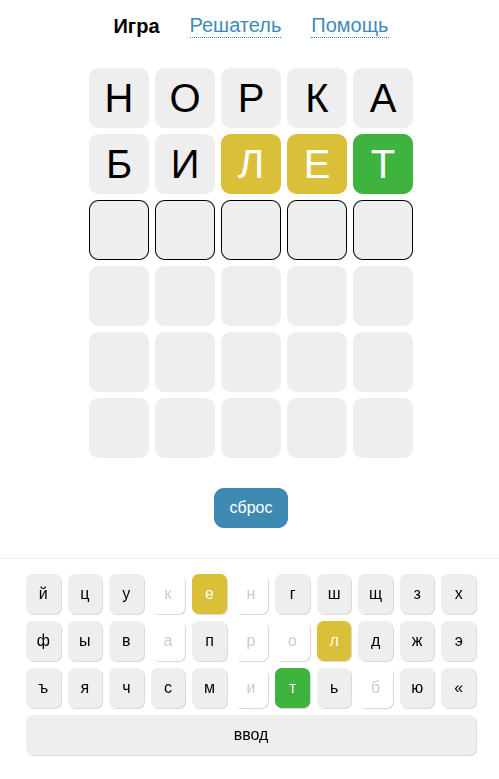 Игра Решатель Помощь
Н О Р К А
Б И Л Е Т
сброс
й ц у к е н г ш щ з х
ф ы в а п р о л д ж э
ъ я ч с м и т ь б ю «
ввод